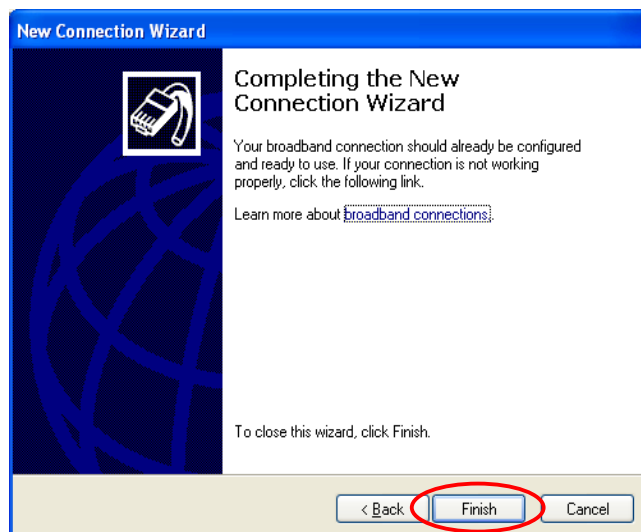 New Connection Wizard
Completing the New
Connection Wizard
Your broadband connection should already be configured
and ready to use. If your connection is not working
properly, click the following link.
Learn more about broadband connections.
To close this wizard, click Finish.
< Back
Finish
Cancel